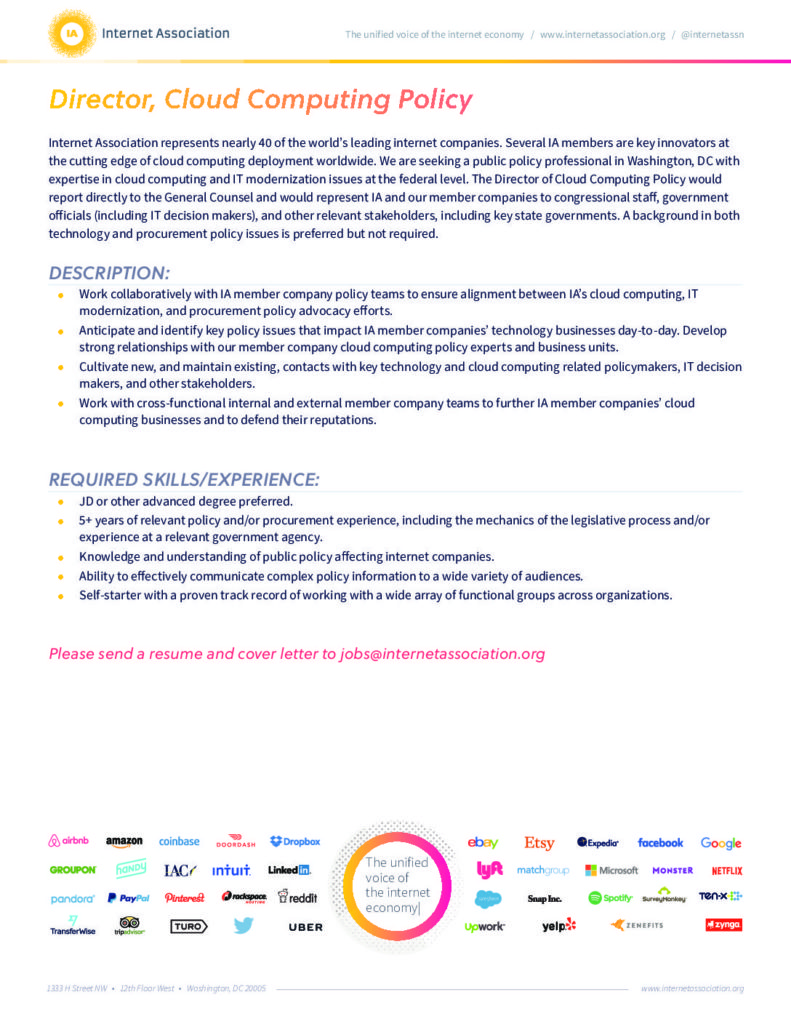 IA Internet Association
The unified voice of the internet economy / www.internetassociation.org / @internetassn
Director, Cloud Computing Policy
Internet Association represents nearly 40 of the world's leading internet companies. Several IA members are key innovators at
the cutting edge of cloud computing deployment worldwide. We are seeking a public policy professional in Washington, DC with
expertise in cloud computing and IT modernization issues at the federal level. The Director of Cloud Computing Policy would
report directly to the General Counsel and would represent IA and our member companies to congressional staff, government
officials (including IT decision makers), and other relevant stakeholders, including key state governments. A background in both
technology and procurement policy issues is preferred but not required.
DESCRIPTION:
• Work collaboratively with IA member company policy teams to ensure alignment between IA's cloud computing, IT
modernization, and procurement policy advocacy efforts.
• Anticipate and identify key policy issues that impact IA member companies' technology businesses day-to-day. Develop
strong relationships with our member company cloud computing policy experts and business units.
• Cultivate new, and maintain existing, contacts with key technology and cloud computing related policymakers, IT decision
makers, and other stakeholders.
• Work with cross-functional internal and external member company teams to further IA member companies' cloud
computing businesses and to defend their reputations.
REQUIRED SKILLS/EXPERIENCE:
• JD or other advanced degree preferred.
• 5+ years of relevant policy and/or procurement experience, including the mechanics of the legislative process and/or
experience at a relevant government agency.
• Knowledge and understanding of public policy affecting internet companies.
• Ability to effectively communicate complex policy information to a wide variety of audiences.
• Self-starter with a proven track record of working with a wide array of functional groups across organizations.
Please send a resume and cover letter to jobs@internetassociation.org
airbnb amazon coinbase DOORDASH Dropbox
GROUPON handy IAC intuit LinkedIn
pandora PayPal Pinterest rackspace HOSTING reddit
TransferWise tripadvisor TURO UBER
The unified
voice of
the internet
economy|
ebay Etsy Expedia facebook Google
lyft matchgroup Microsoft MONSTER NETFLIX
salesforce Snap Inc. Spotify SurveyMonkey Ten-X
Upwork yelp ZENEFITS zynga
1333 H Street NW • 12th Floor West • Washington, DC 20005
www.internetassociation.org